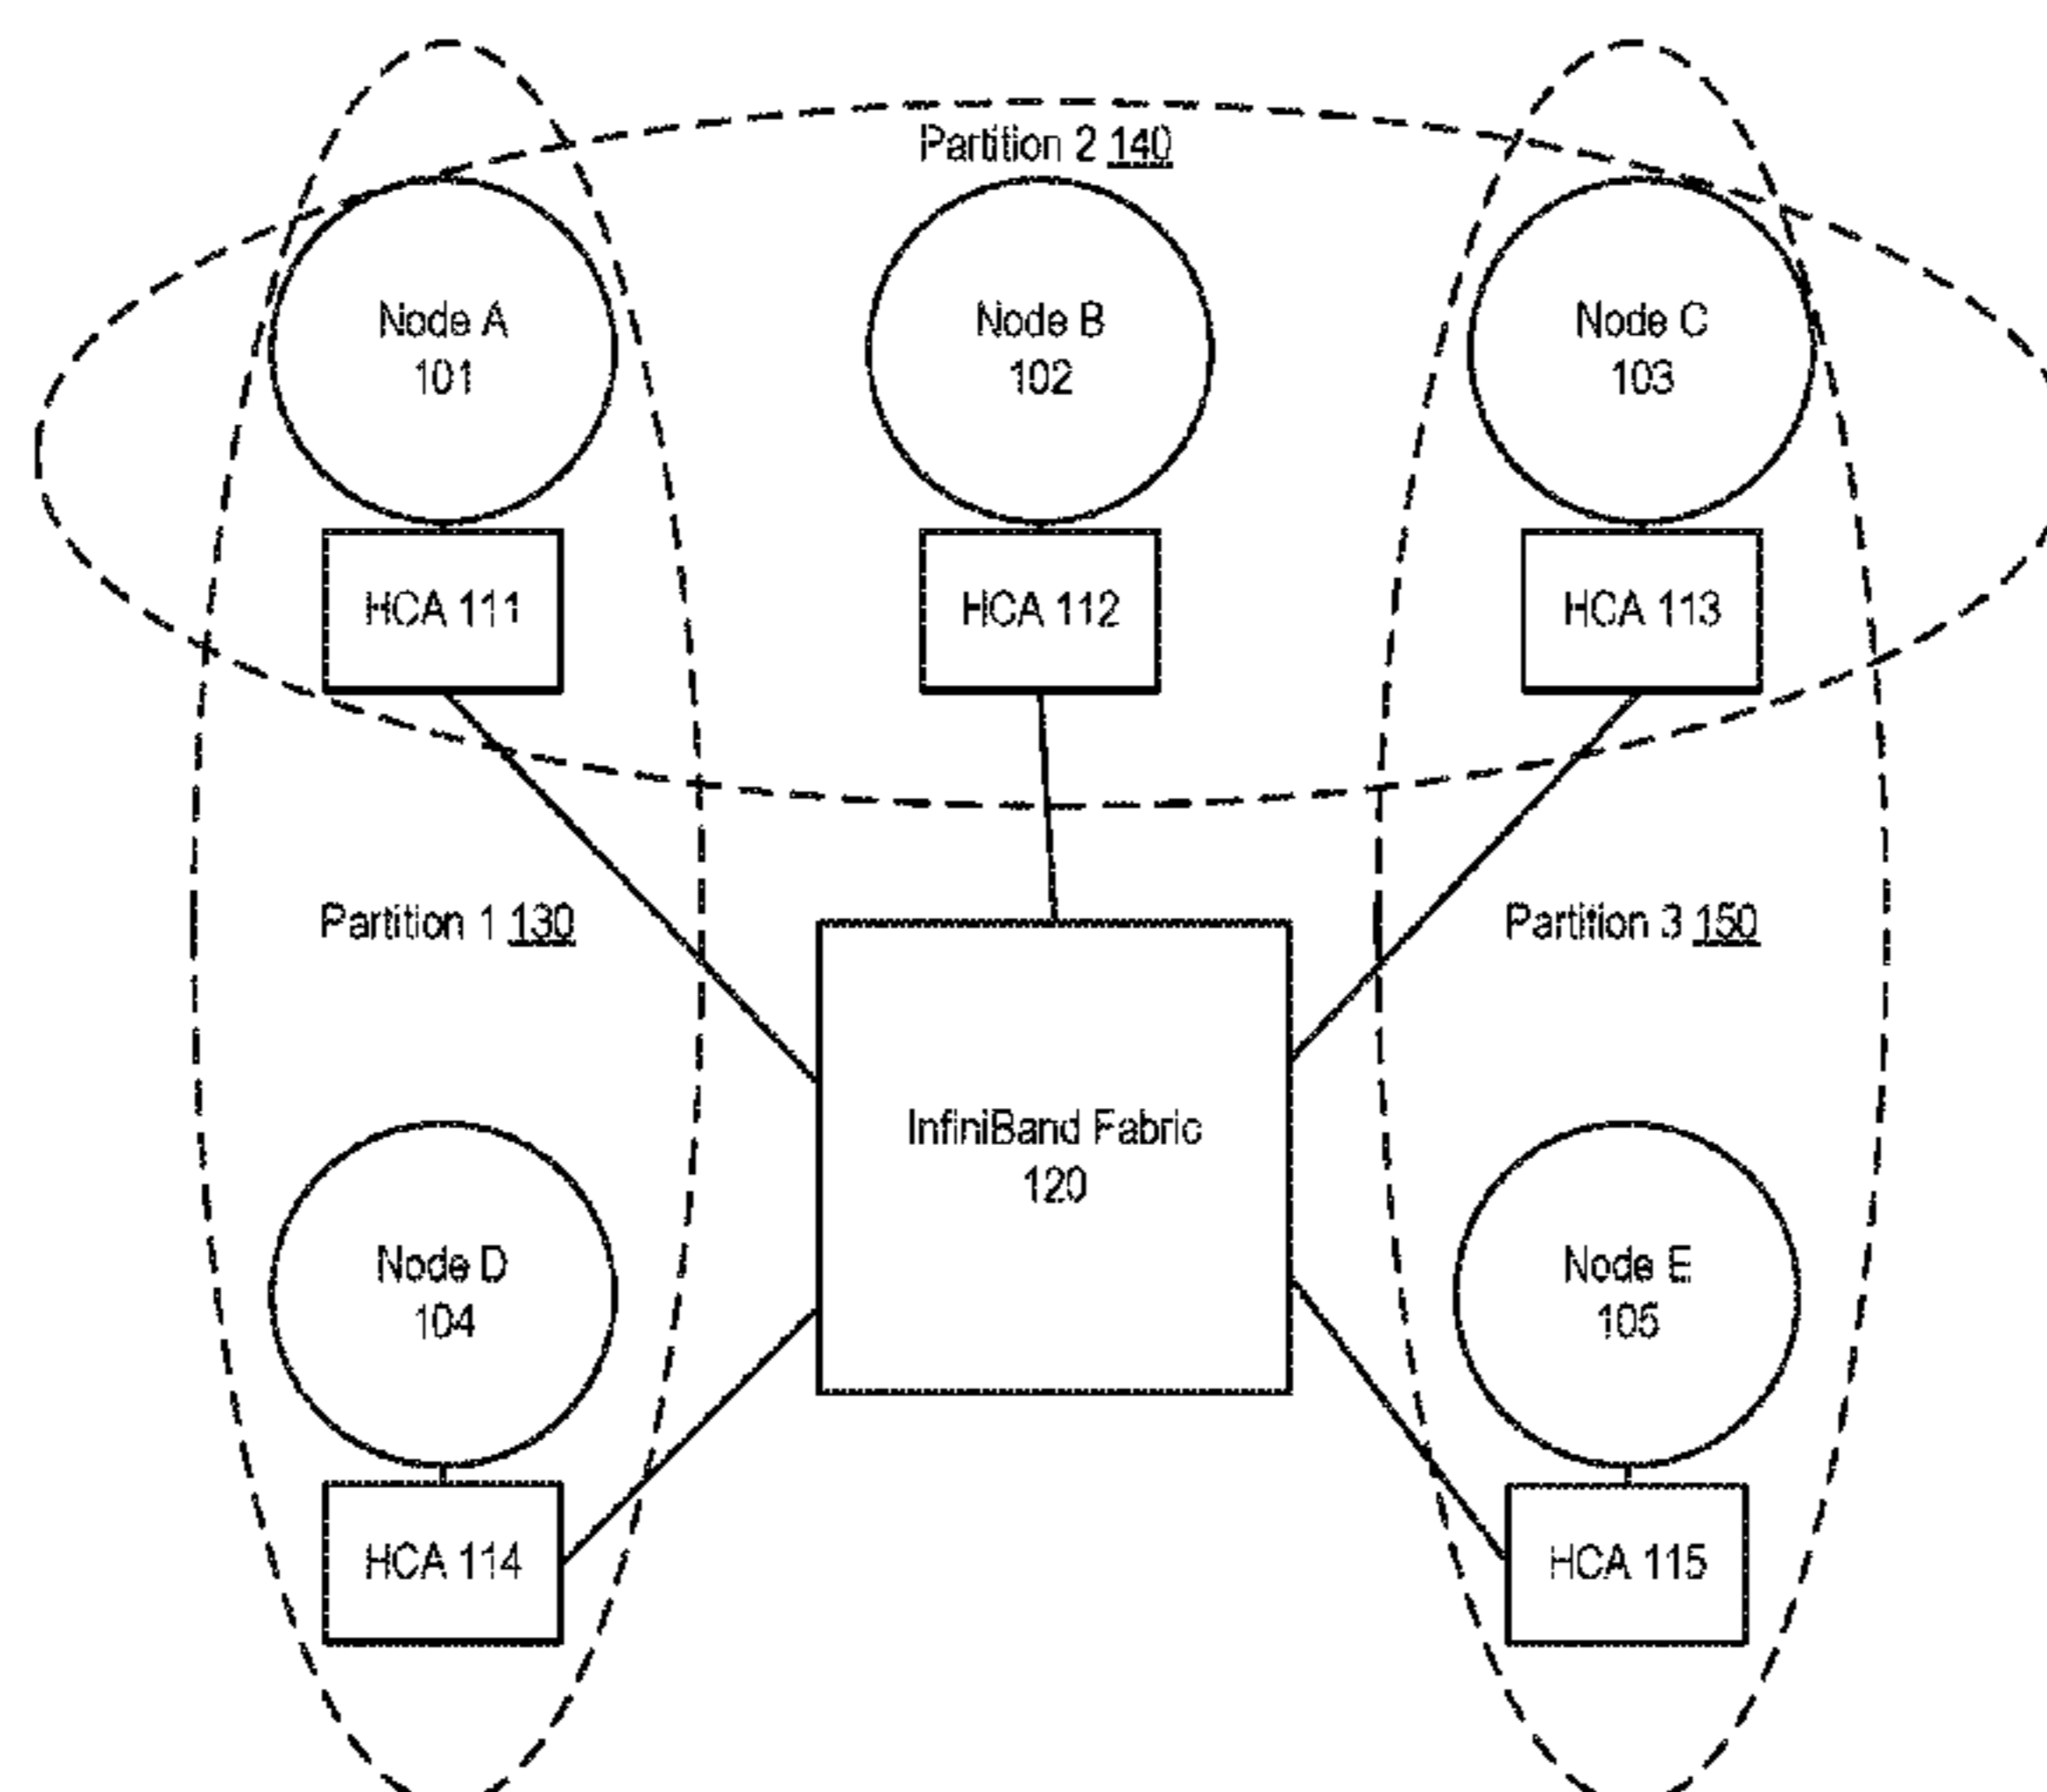 Partition 2 140
Node A
101
Node B
102
Node C
103
HCA 111
HCA 112
HCA 113
Partition 1 130
Partition 3 150
InfiniBand Fabric
120
Node D
104
Node E
105
HCA 114
HCA 115